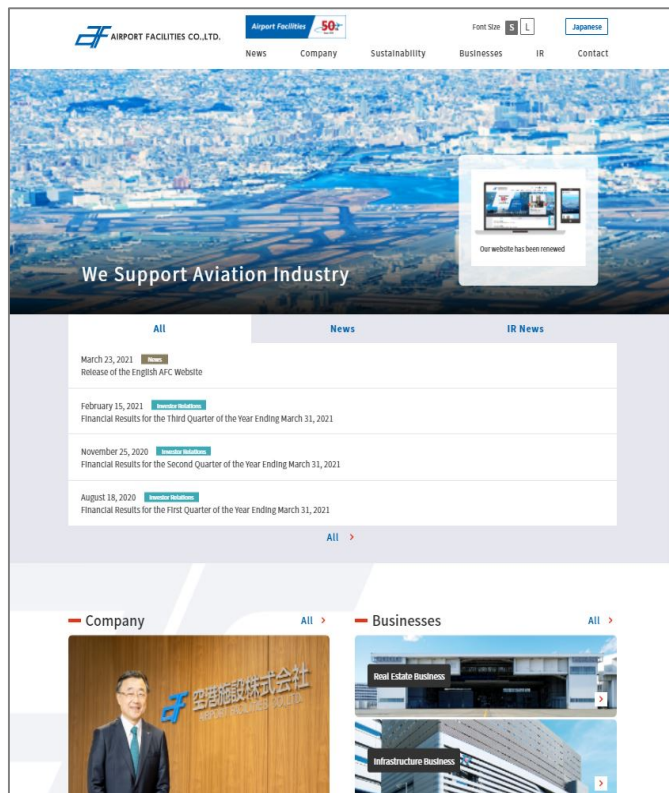 AIRPORT FACILITIES CO.,LTD.
Airport Facilities 50
Font Size S L
Japanese
News Company Sustainability Businesses IR Contact
Our website has been renewed
We Support Aviation Industry
All News IR News
March 23, 2021 News
Release of the English AFC Website
February 15, 2021 Investor Relations
Financial Results for the Third Quarter of the Year Ending March 31, 2021
November 25, 2020 Investor Relations
Financial Results for the Second Quarter of the Year Ending March 31, 2021
August 18, 2020 Investor Relations
Financial Results for the First Quarter of the Year Ending March 31, 2021
All >
Company All >
空港施設株式会社
AIRPORT FACILITIES CO.,LTD.
Businesses All >
Real Estate Business
Infrastructure Business